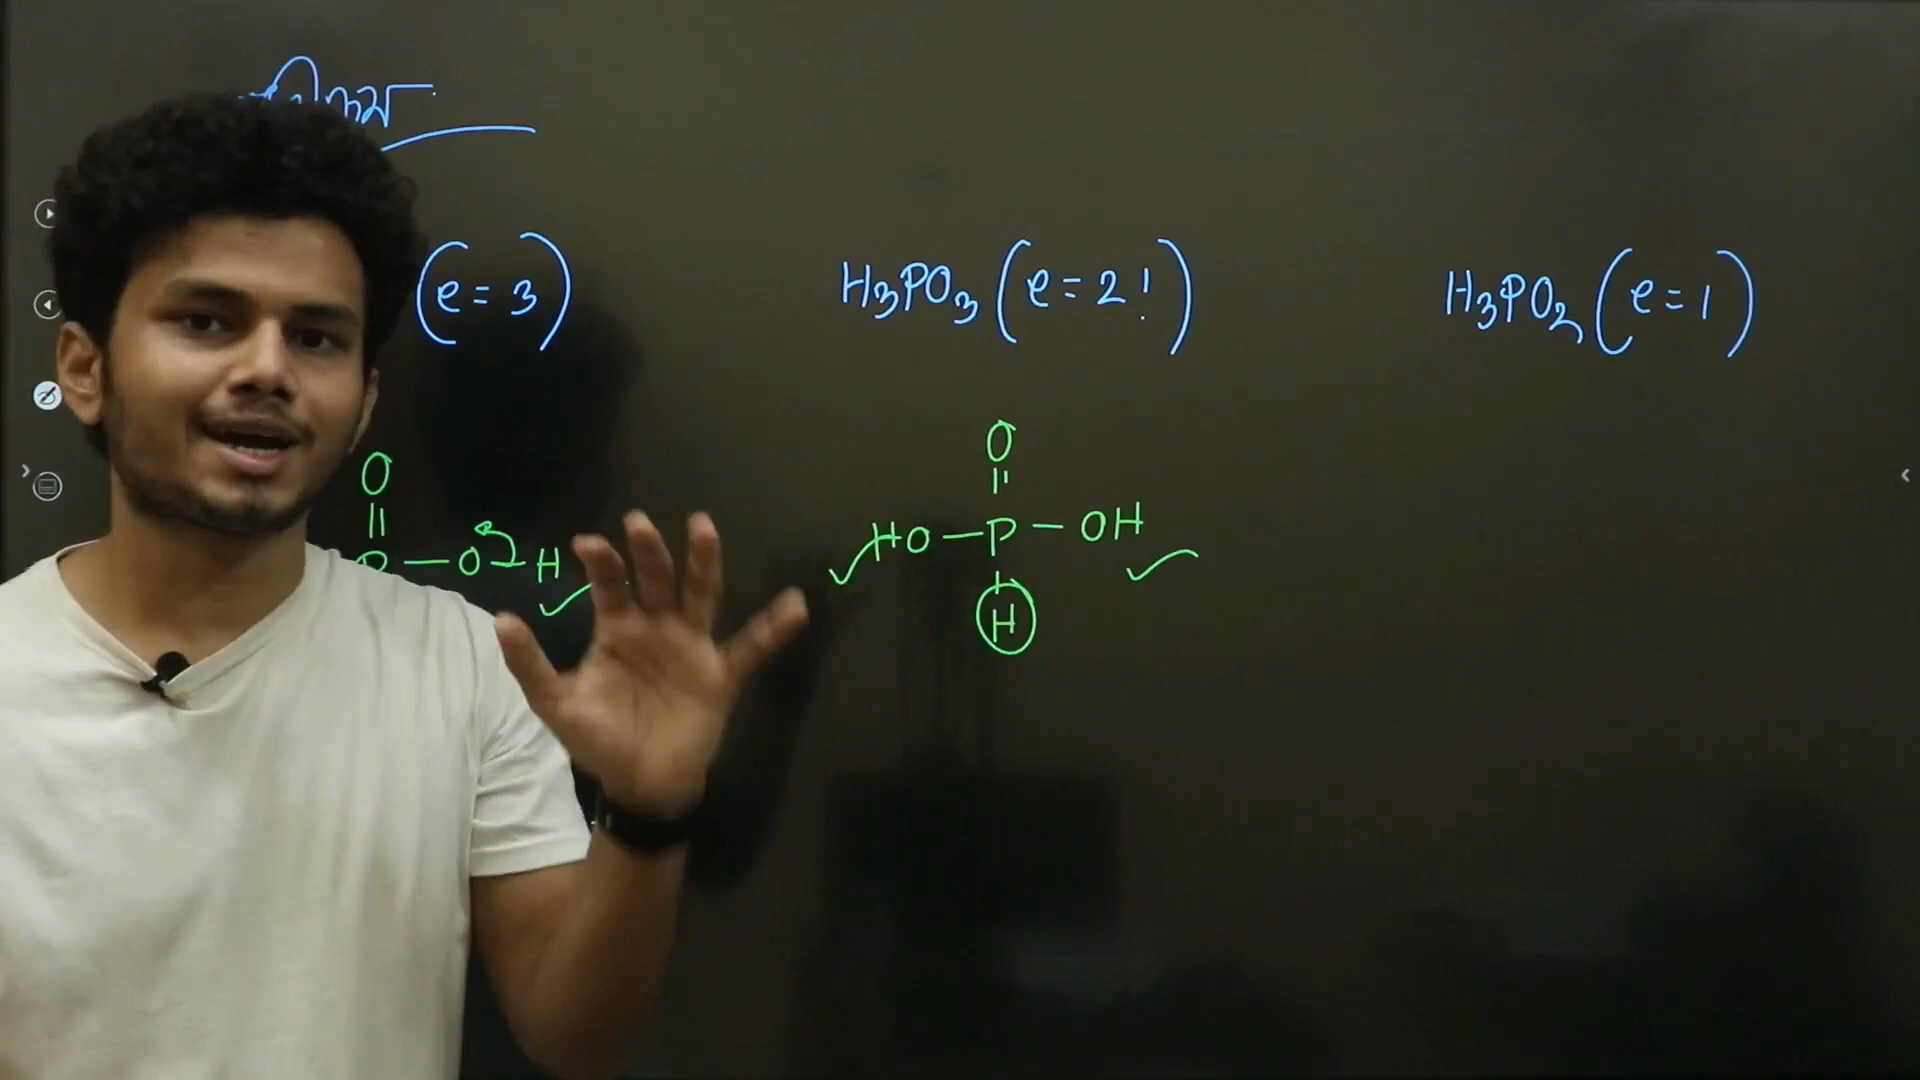 (e = 3)
H₃PO₃ (e = 2!)
H₃PO₂ (e = 1)
O
||
P — O H
O
||
HO — P — OH
|
H